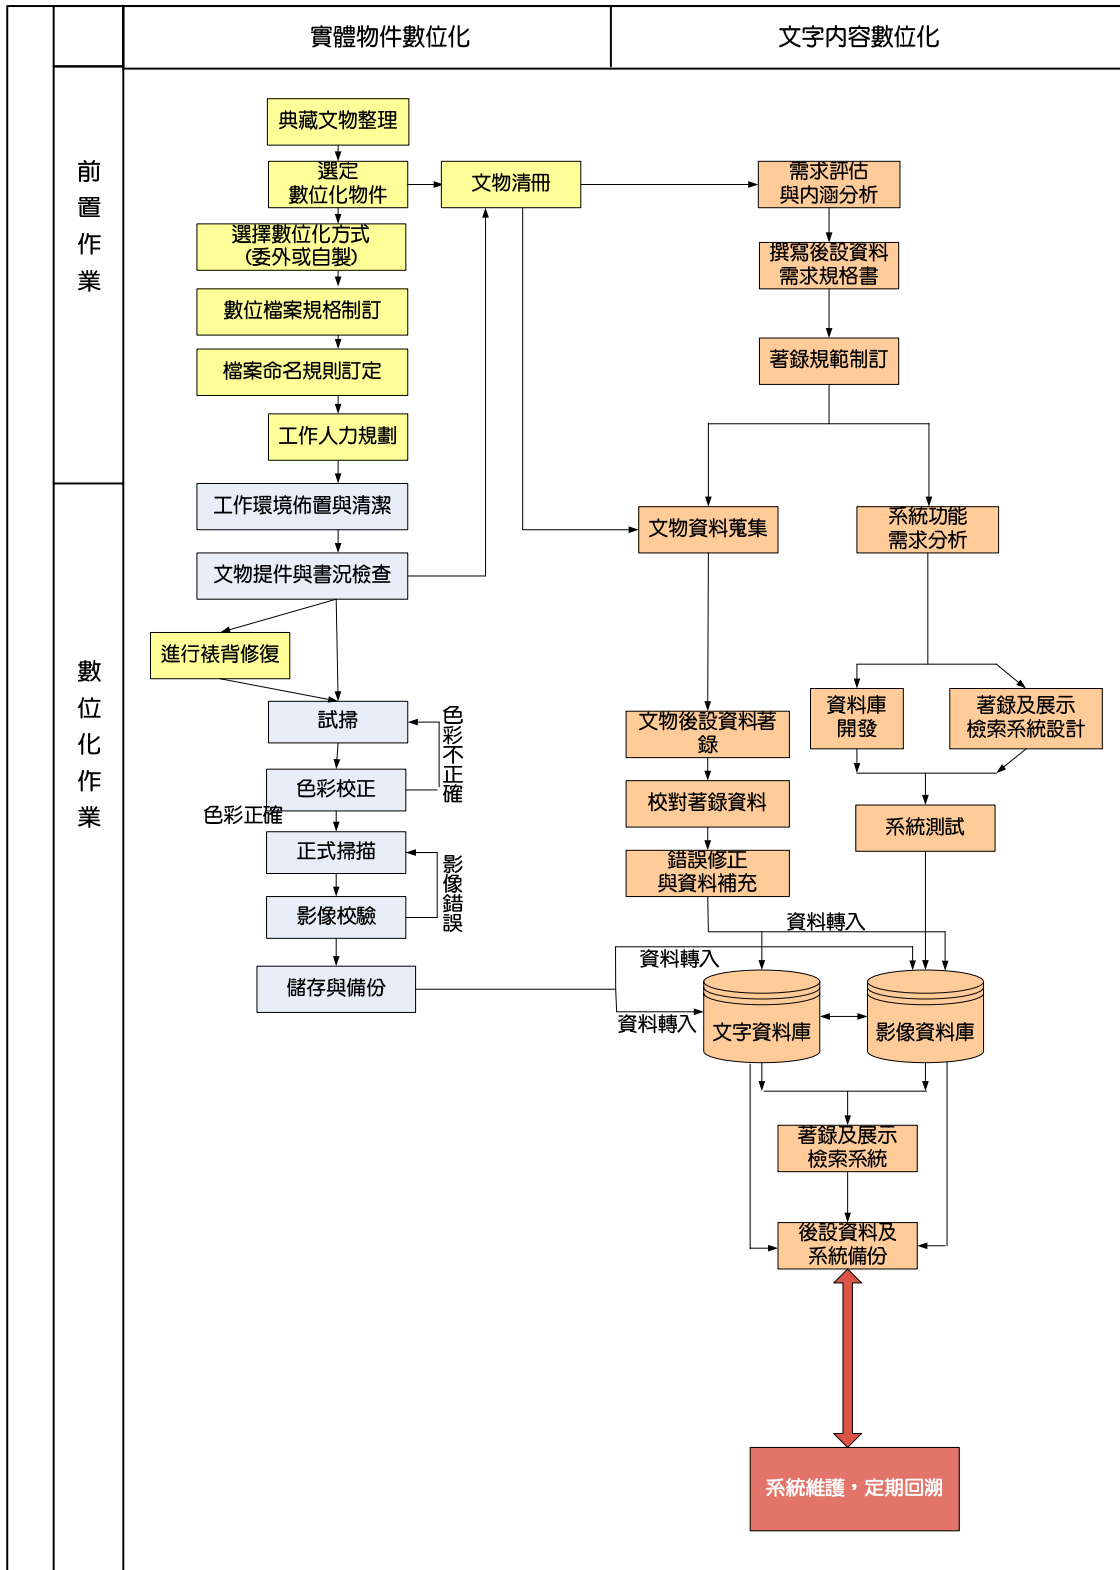 實體物件數位化
文字內容數位化
前置作業
典藏文物整理
選定
數位化物件
文物清冊
需求評估
與內涵分析
選擇數位化方式
(委外或自製)
撰寫後設資料
需求規格書
數位檔案規格制訂
檔案命名規則訂定
著錄規範制訂
工作人力規劃
數位化作業
工作環境佈置與清潔
文物提件與書況檢查
進行裱背修復
試掃
色彩不正確
色彩校正
色彩正確
正式掃描
影像錯誤
影像校驗
儲存與備份
文物資料蒐集
系統功能
需求分析
文物後設資料著
錄
資料庫
開發
著錄及展示
檢索系統設計
校對著錄資料
系統測試
錯誤修正
與資料補充
資料轉入
資料轉入
資料轉入
文字資料庫
影像資料庫
著錄及展示
檢索系統
後設資料及
系統備份
系統維護，定期回溯